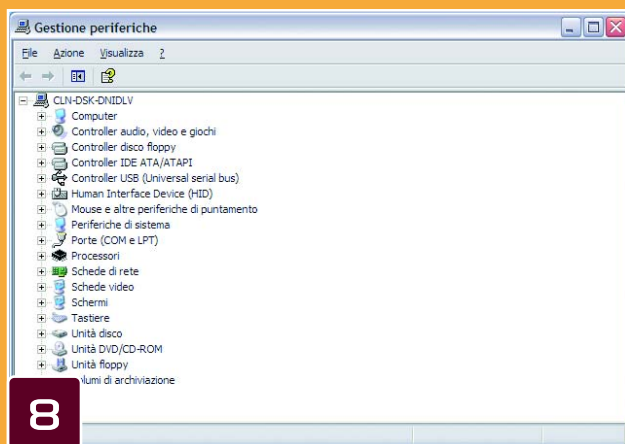 Gestione periferiche
File Azione Visualizza ?
CLN-DSK-DNIDLV
Computer
Controller audio, video e giochi
Controller disco floppy
Controller IDE ATA/ATAPI
Controller USB (Universal serial bus)
Human Interface Device (HID)
Mouse e altre periferiche di puntamento
Periferiche di sistema
Porte (COM e LPT)
Processori
Schede di rete
Schede video
Schermi
Tastiere
Unità disco
Unità DVD/CD-ROM
Unità floppy
lumi di archiviazione
8